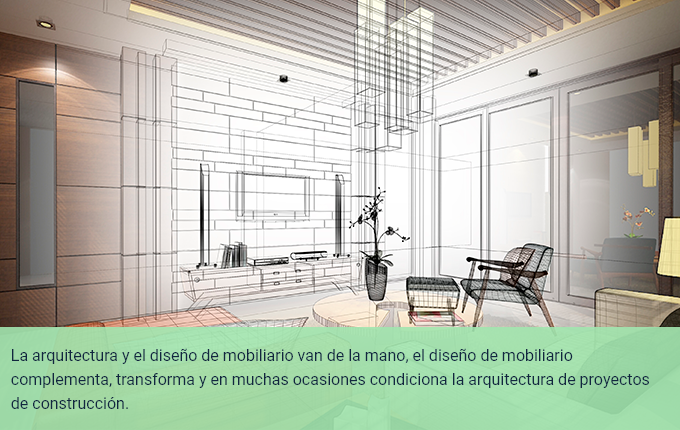 La arquitectura y el diseño de mobiliario van de la mano, el diseño de mobiliario
complementa, transforma y en muchas ocasiones condiciona la arquitectura de proyectos
de construcción.